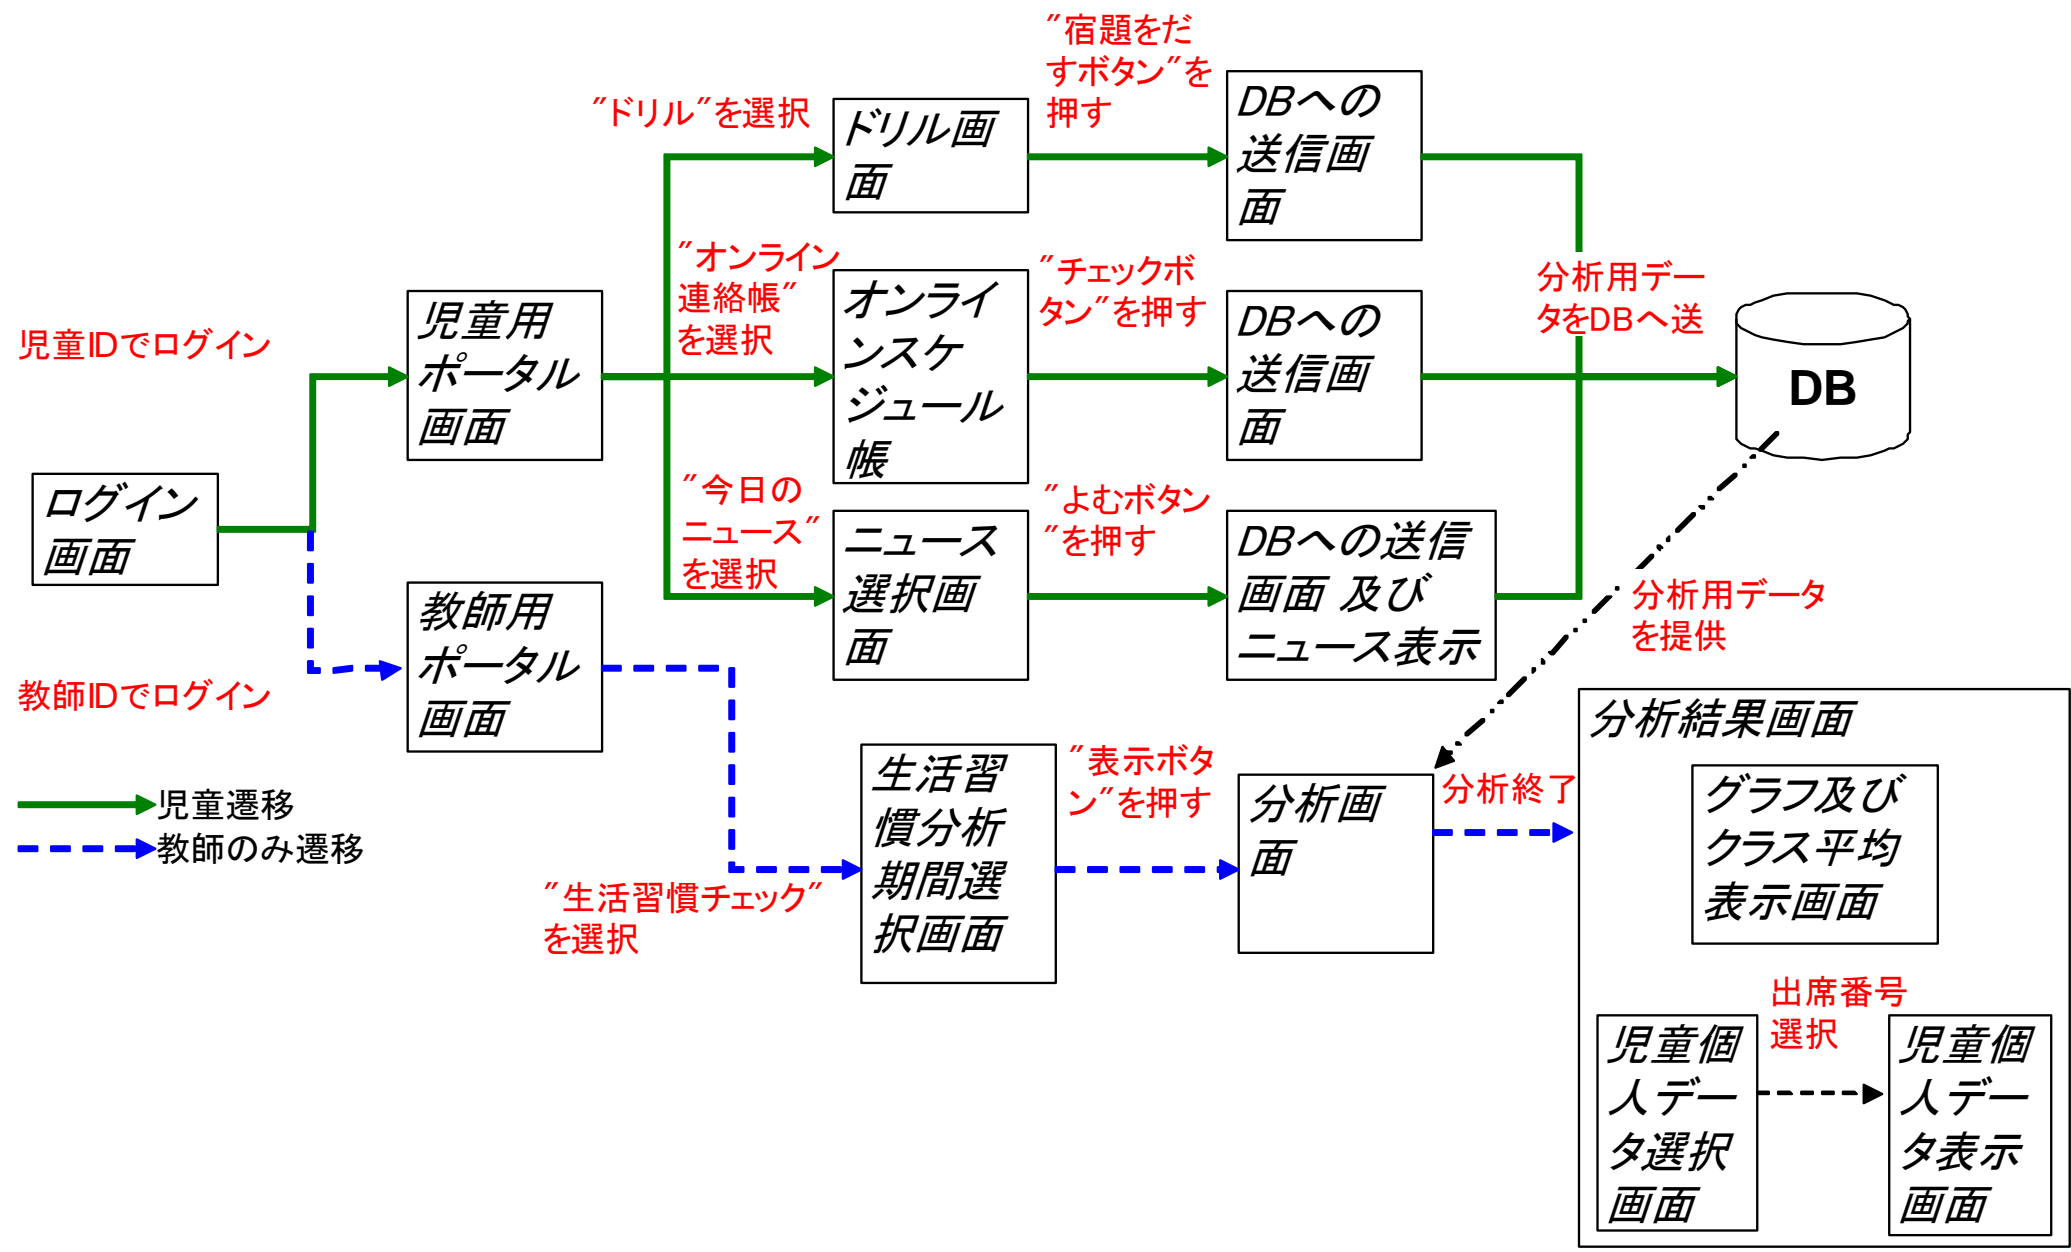 "宿題をだ
すボタン"を
押す
"ドリル"を選択
ドリル画
面
DBへの
送信画
面
"オンライン
連絡帳"
を選択
オンライ
ンスケ
ジュール
帳
"チェックボ
タン"を押す
DBへの
送信画
面
分析用デー
タをDBへ送
DB
児童IDでログイン
児童用
ポータル
画面
ログイン
画面
"今日の
ニュース"
を選択
ニュース
選択画
面
"よむボタン
"を押す
DBへの送信
画面 及び
ニュース表示
分析用データ
を提供
教師用
ポータル
画面
教師IDでログイン
児童遷移
教師のみ遷移
"生活習慣チェック"
を選択
生活習
慣分析
期間選
択画面
"表示ボタ
ン"を押す
分析画
面
分析終了
分析結果画面
グラフ及び
クラス平均
表示画面
児童個
人デー
タ選択
画面
出席番号
選択
児童個
人デー
タ表示
画面